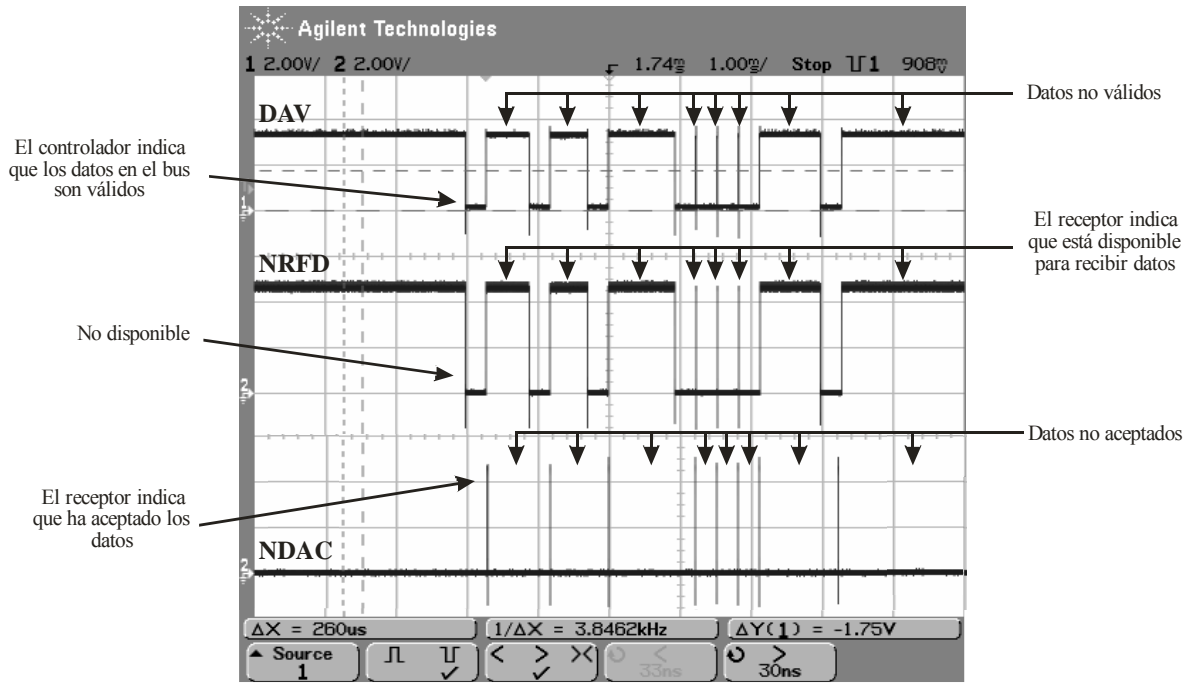 Agilent Technologies
1 2.00V/ 2 2.00V/ 1.74ms 1.00ms/ Stop 1 908mV
DAV
Datos no válidos
El controlador indica
que los datos en el bus
son válidos
1
El receptor indica
que está disponible
para recibir datos
NRFD
No disponible
2
Datos no aceptados
El receptor indica
que ha aceptado los
datos
NDAC
2
ΔX = 260us 1/ΔX = 3.8462kHz ΔY(1) = -1.75V
Source
1
< > ><
<
33ns
>
30ns